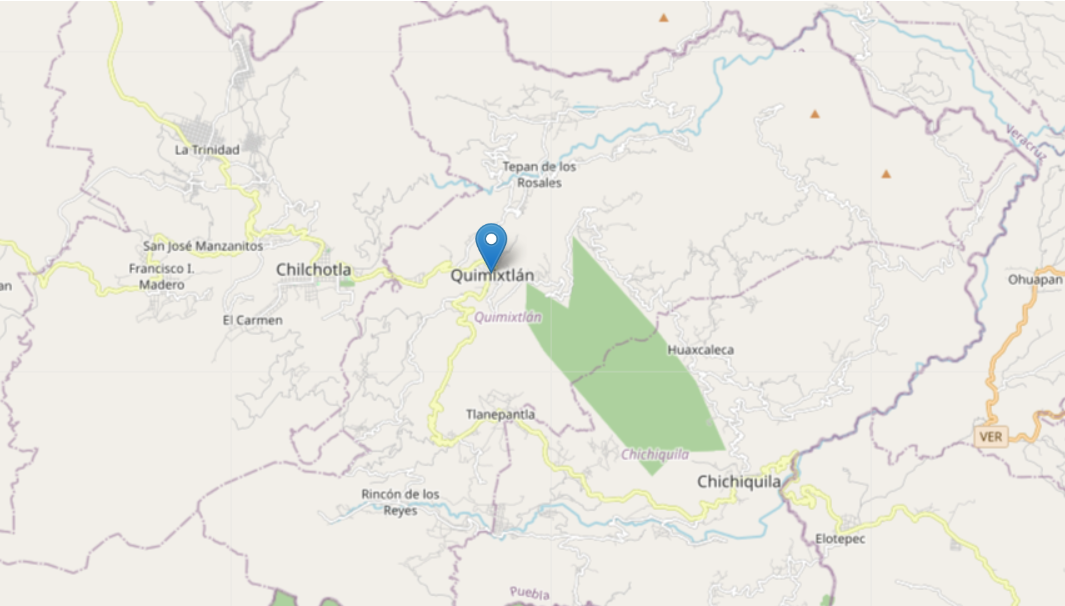 Veracruz
La Trinidad
Tepan de los
Rosales
San José Manzanitos
Francisco I.
Madero
Chilchotla
Quimixtlán
Ohuapan
an
El Carmen
Quimixtlán
Huaxcaleca
Tlanepantla
VER
Chichiquila
Chichiquila
Rincón de los
Reyes
Elotepec
Puebla